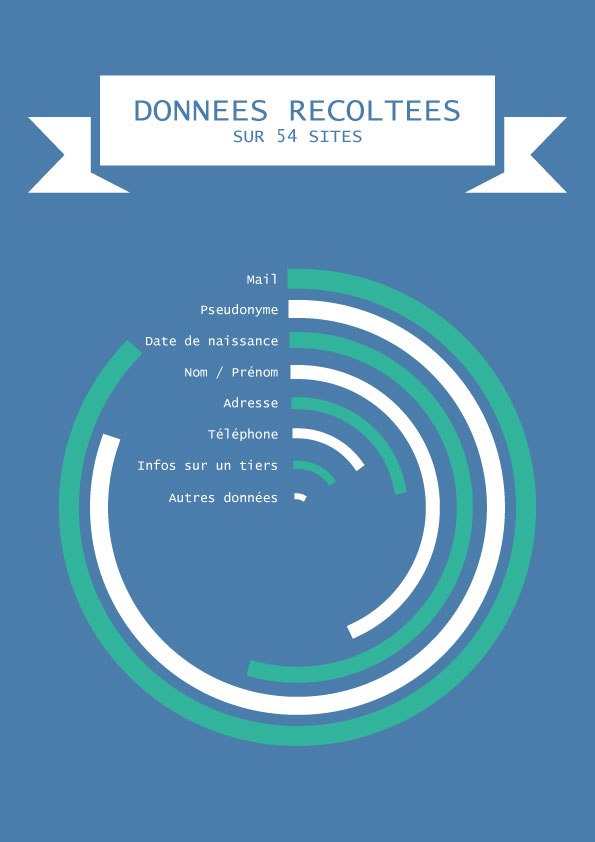 DONNEES RECOLTEES
SUR 54 SITES
Mail
Pseudonyme
Date de naissance
Nom / Prénom
Adresse
Téléphone
Infos sur un tiers
Autres données